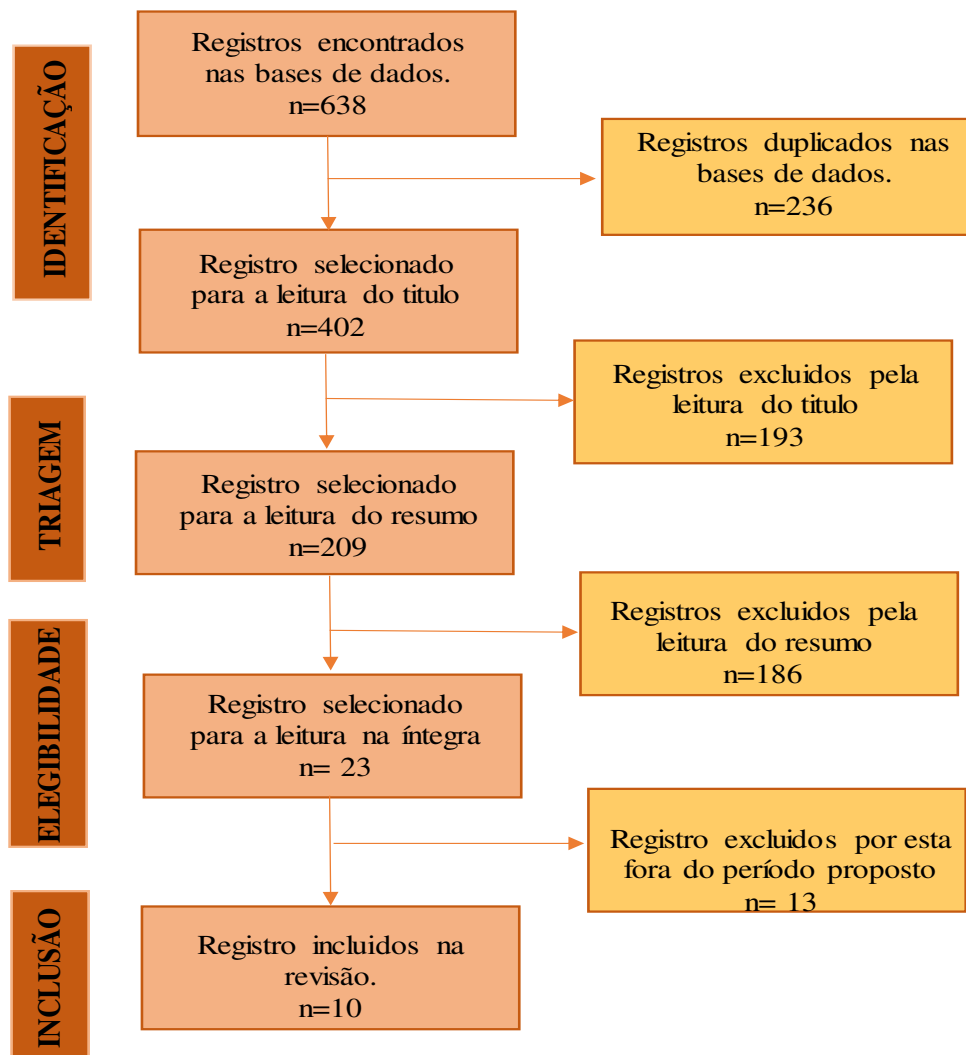 IDENTIFICAÇÃO
Registros encontrados
nas bases de dados.
n=638
Registros duplicados nas
bases de dados.
n=236
Registro selecionado
para a leitura do titulo
n=402
Registros excluidos pela
leitura do titulo
n=193
TRIAGEM
Registro selecionado
para a leitura do resumo
n=209
Registros excluidos pela
leitura do resumo
n=186
ELEGIBILIDADE
Registro selecionado
para a leitura na íntegra
n= 23
Registro excluidos por esta
fora do período proposto
n= 13
INCLUSÃO
Registro incluidos na
revisão.
n=10